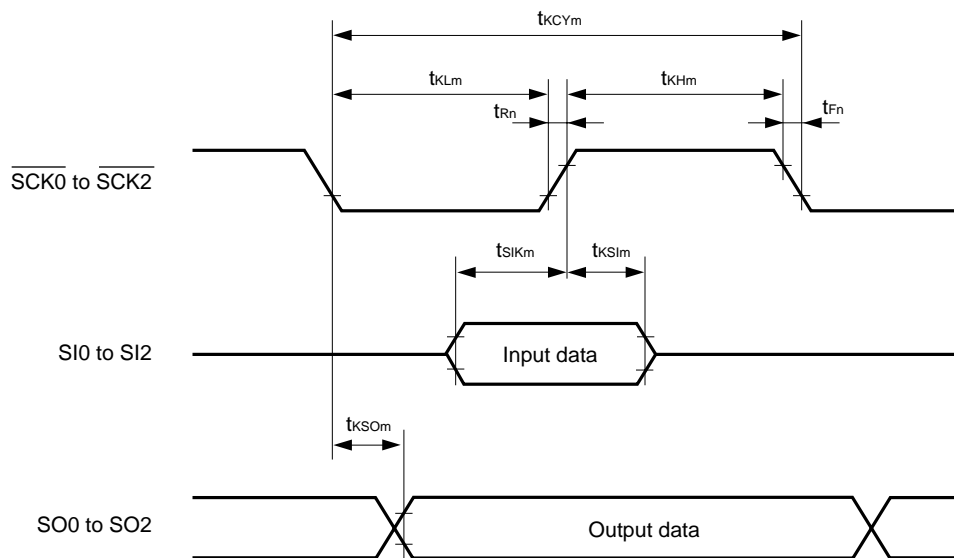 tKCYm
tKLm
tKHm
tRn
tFn
SCK0 to SCK2
tSIKm
tKSIm
SI0 to SI2
Input data
tKSOm
SO0 to SO2
Output data